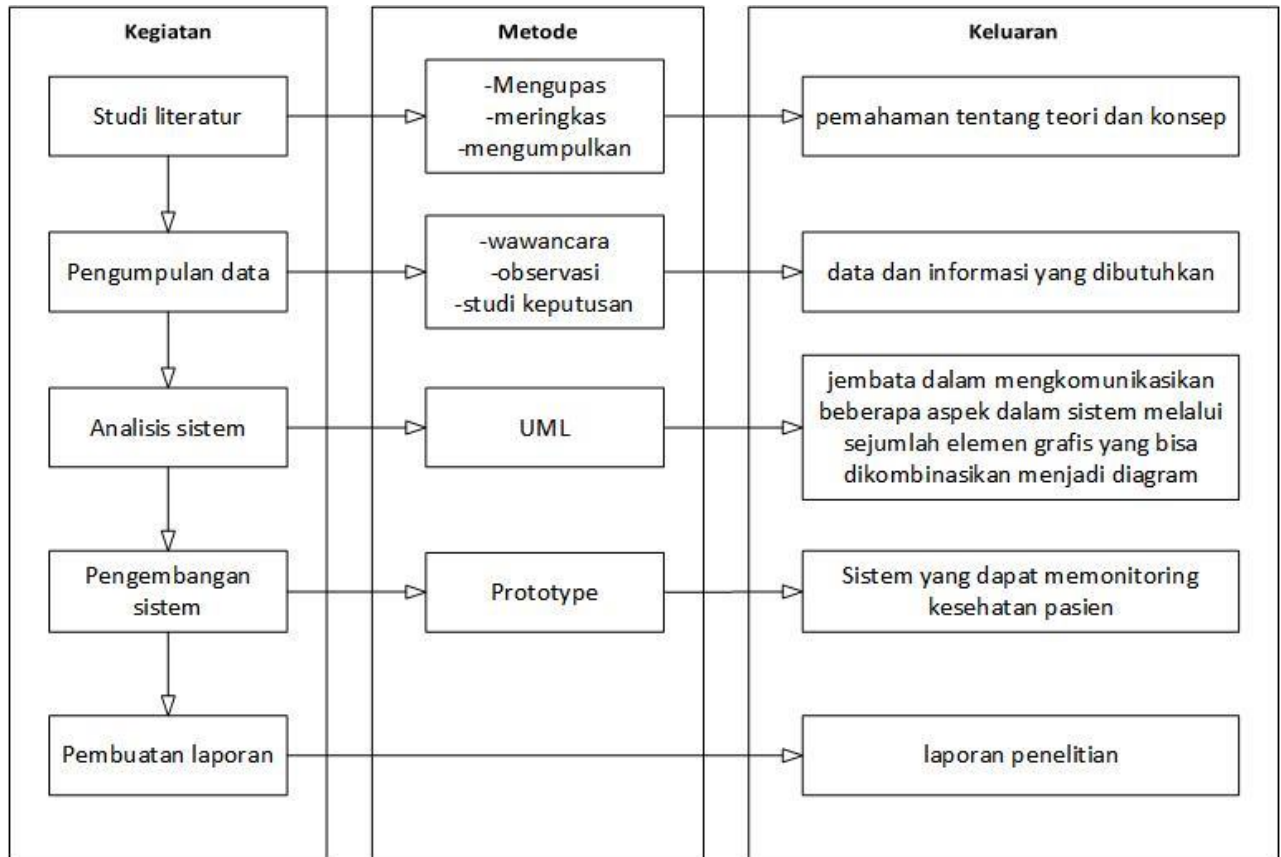 Kegiatan
Metode
Keluaran
Studi literatur
-Mengupas
-meringkas
-mengumpulkan
pemahaman tentang teori dan konsep
Pengumpulan data
-wawancara
-observasi
-studi keputusan
data dan informasi yang dibutuhkan
Analisis sistem
UML
jembata dalam mengkomunikasikan
beberapa aspek dalam sistem melalui
sejumlah elemen grafis yang bisa
dikombinasikan menjadi diagram
Pengembangan
sistem
Prototype
Sistem yang dapat memonitoring
kesehatan pasien
Pembuatan laporan
laporan penelitian